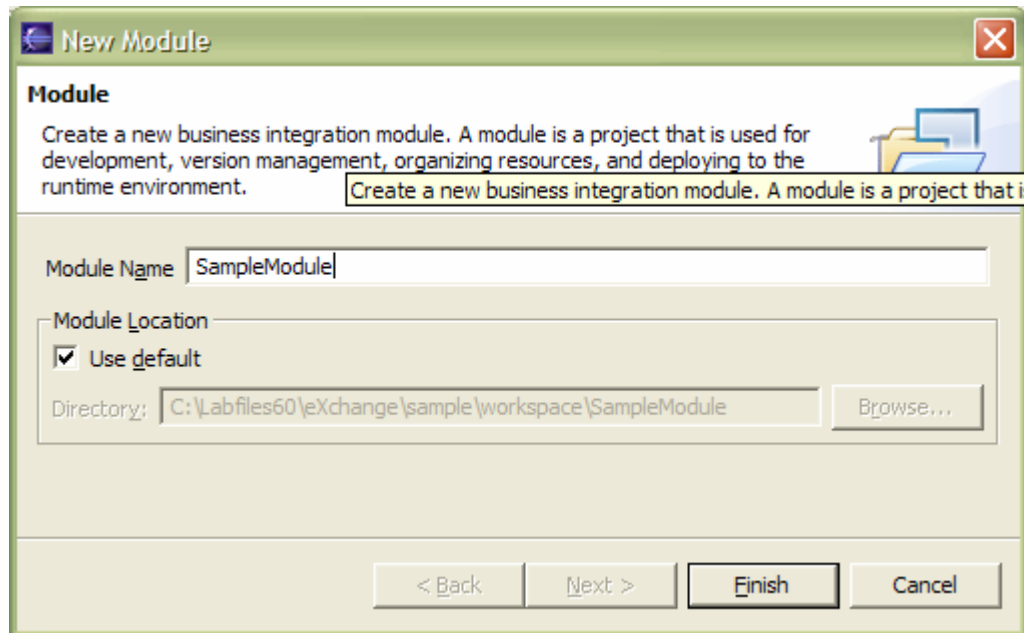 New Module
Module
Create a new business integration module. A module is a project that is used for
development, version management, organizing resources, and deploying to the
runtime environment.
Create a new business integration module. A module is a project that i
Module Name SampleModule
Module Location
Use default
Directory: C:\Labfiles60\eXchange\sample\workspace\SampleModule Browse...
< Back Next > Finish Cancel